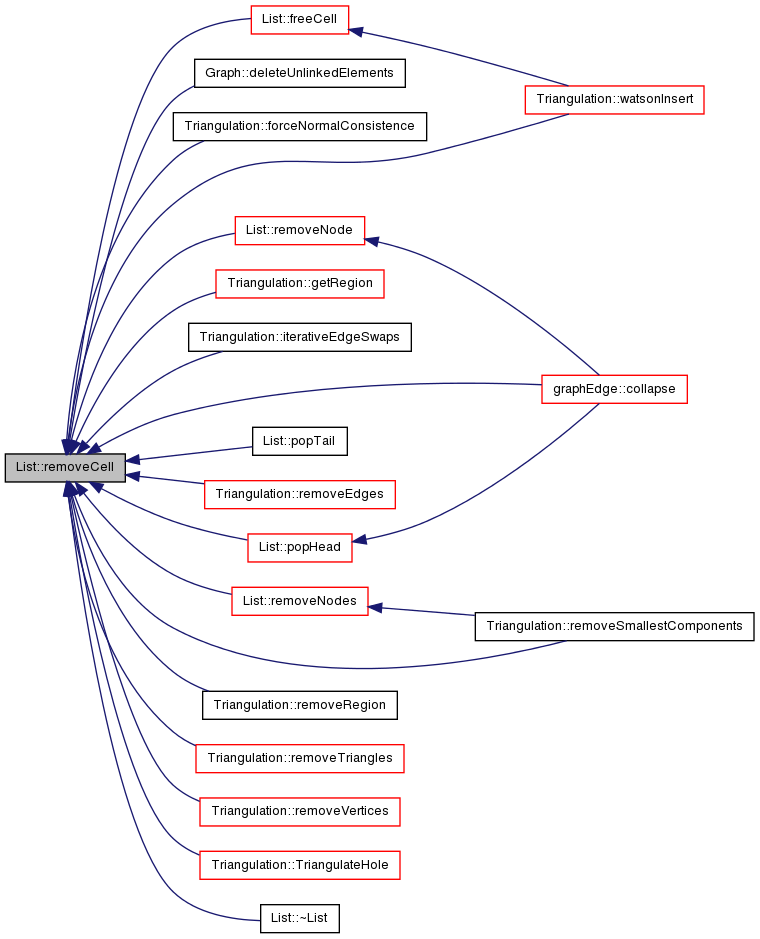 List::freeCell
Graph::deleteUnlinkedElements
Triangulation::watsonInsert
Triangulation::forceNormalConsistence
List::removeNode
Triangulation::getRegion
Triangulation::iterativeEdgeSwaps
graphEdge::collapse
List::popTail
List::removeCell
Triangulation::removeEdges
List::popHead
List::removeNodes
Triangulation::removeSmallestComponents
Triangulation::removeRegion
Triangulation::removeTriangles
Triangulation::removeVertices
Triangulation::TriangulateHole
List::~List